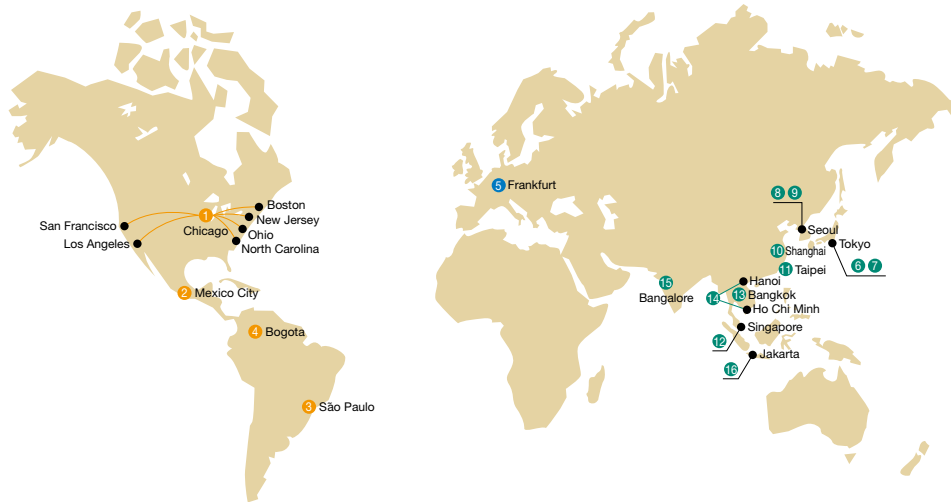 Boston
1
New Jersey
San Francisco
Chicago
Ohio
Los Angeles
North Carolina
2 Mexico City
4 Bogota
3 São Paulo
5 Frankfurt
8 9
Seoul
Tokyo
10 Shanghai
6 7
11 Taipei
15
Bangalore
Hanoi
14
13 Bangkok
Ho Chi Minh
Singapore
12
Jakarta
16